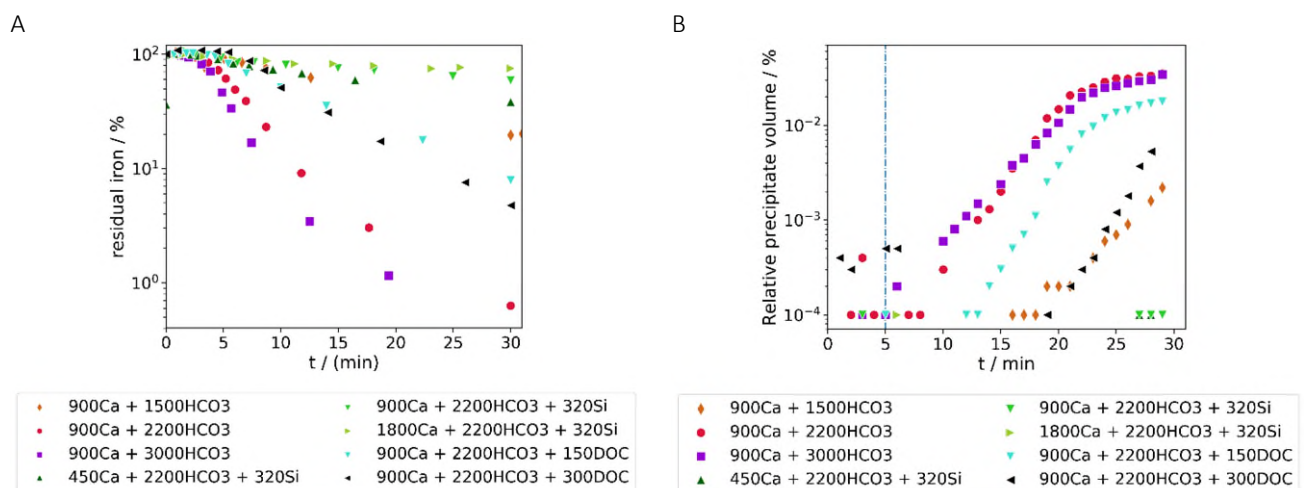 A
B
residual iron / %
10²
10¹
10⁰
0 5 10 15 20 25 30
t / (min)
Relative precipitate volume / %
10⁻²
10⁻³
10⁻⁴
0 5 10 15 20 25 30
t / min
900Ca + 1500HCO3
900Ca + 2200HCO3
900Ca + 3000HCO3
450Ca + 2200HCO3 + 320Si
900Ca + 2200HCO3 + 320Si
1800Ca + 2200HCO3 + 320Si
900Ca + 2200HCO3 + 150DOC
900Ca + 2200HCO3 + 300DOC
900Ca + 1500HCO3
900Ca + 2200HCO3
900Ca + 3000HCO3
450Ca + 2200HCO3 + 320Si
900Ca + 2200HCO3 + 320Si
1800Ca + 2200HCO3 + 320Si
900Ca + 2200HCO3 + 150DOC
900Ca + 2200HCO3 + 300DOC